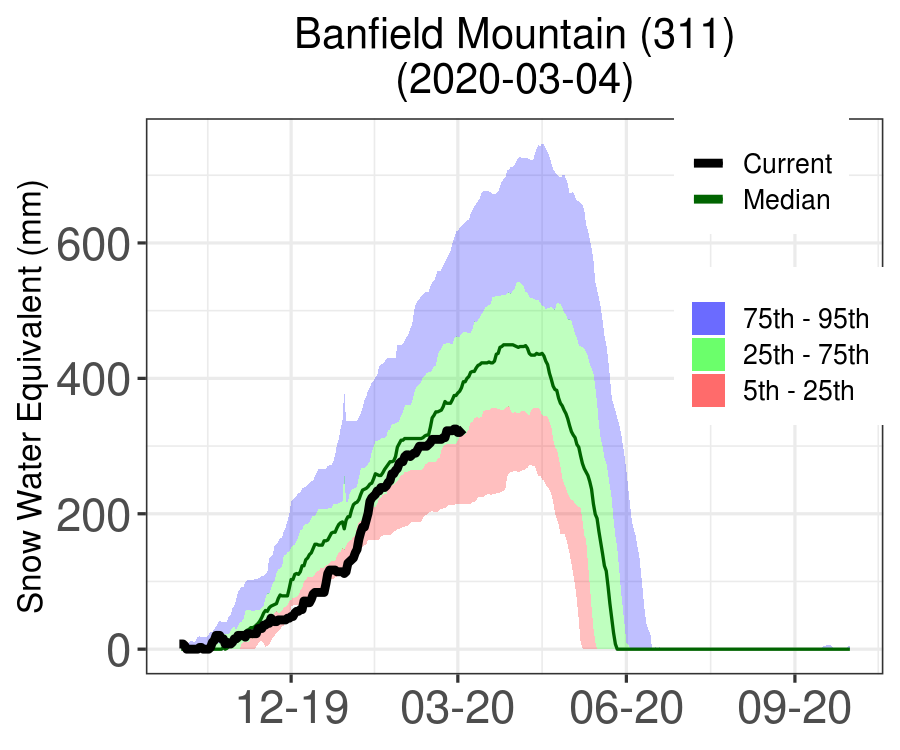 Banfield Mountain (311)
(2020-03-04)
Snow Water Equivalent (mm)
600
400
200
0
12-19
03-20
06-20
09-20
Current
Median
75th - 95th
25th - 75th
5th - 25th